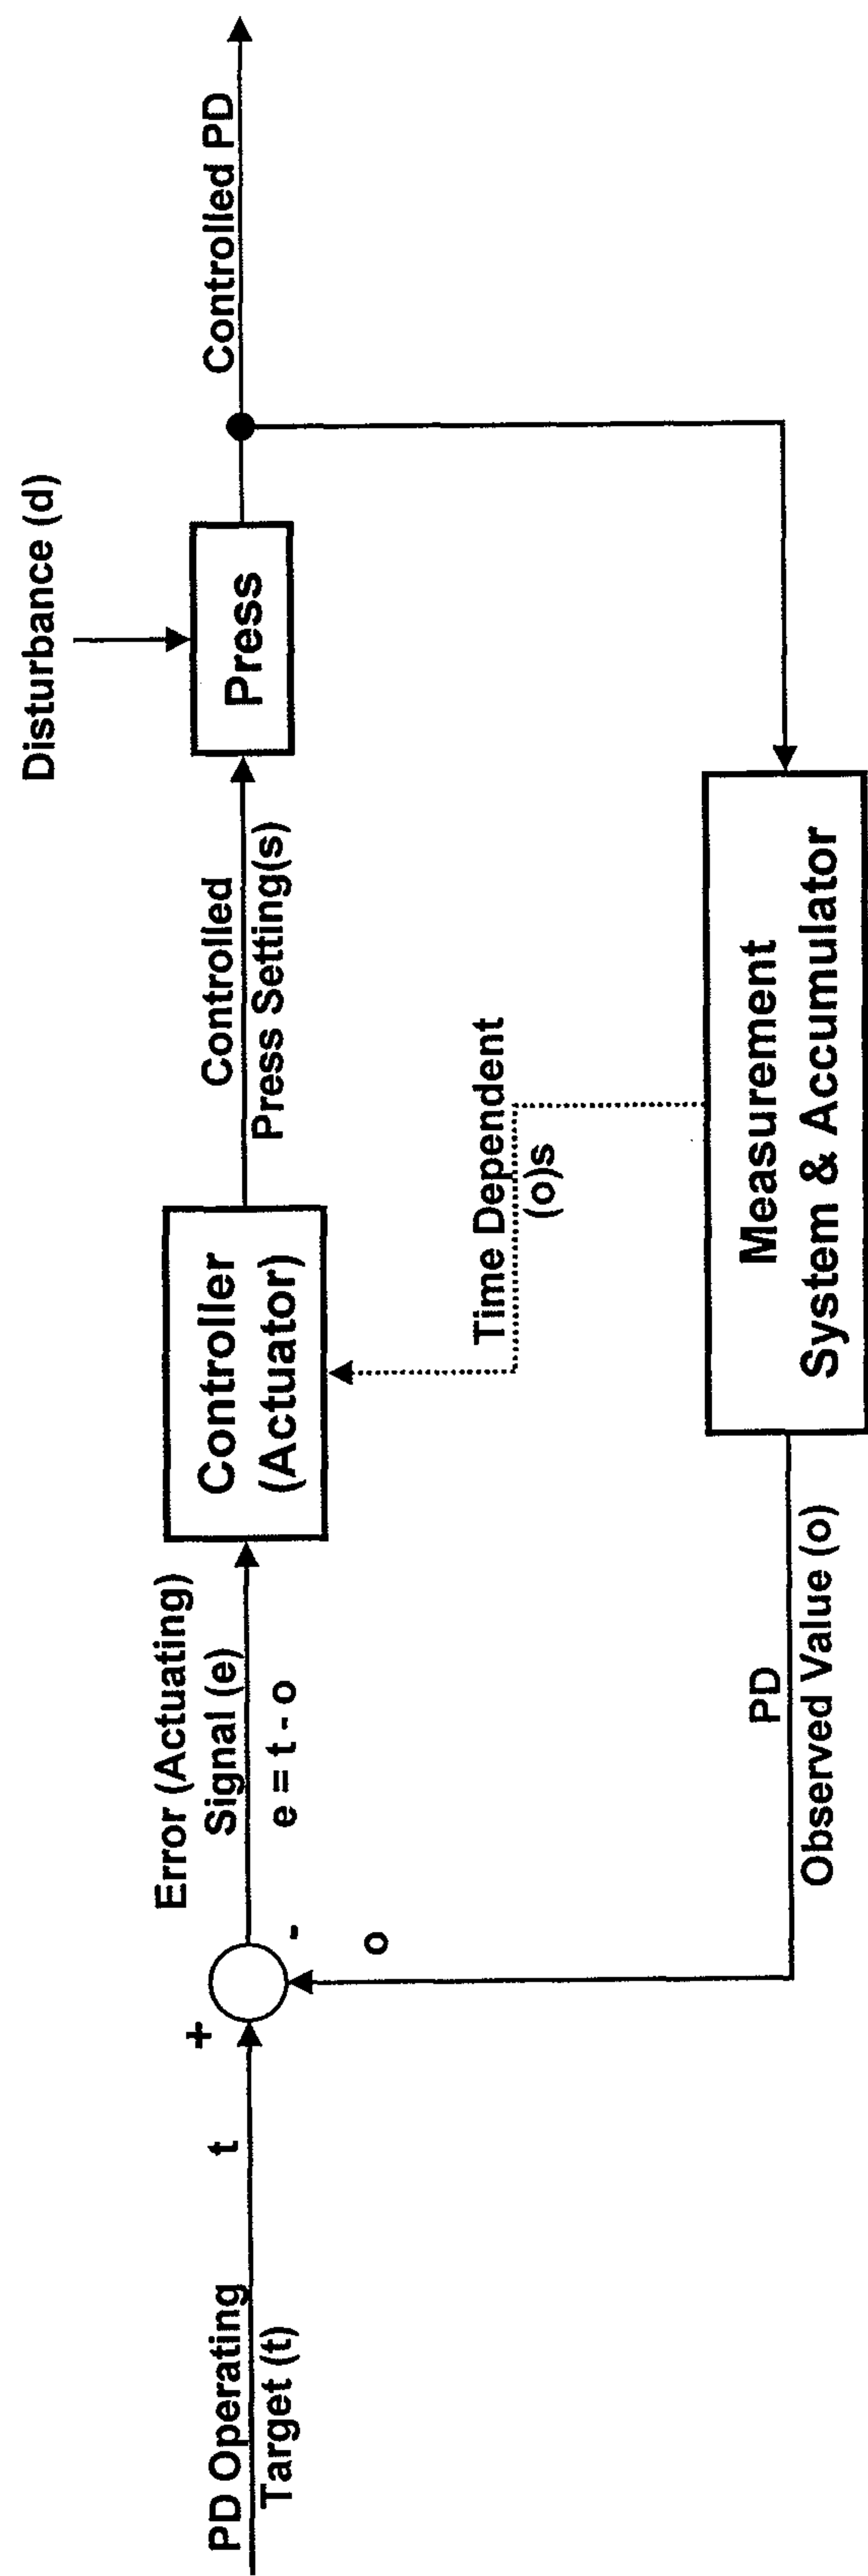 Disturbance (d)
PD Operating
Target (t)
t
+
-
o
Error (Actuating)
Signal (e)
e = t - o
Controller
(Actuator)
Controlled
Press Setting(s)
Press
Controlled PD
Time Dependent
(o)s
PD
Observed Value (o)
Measurement
System & Accumulator